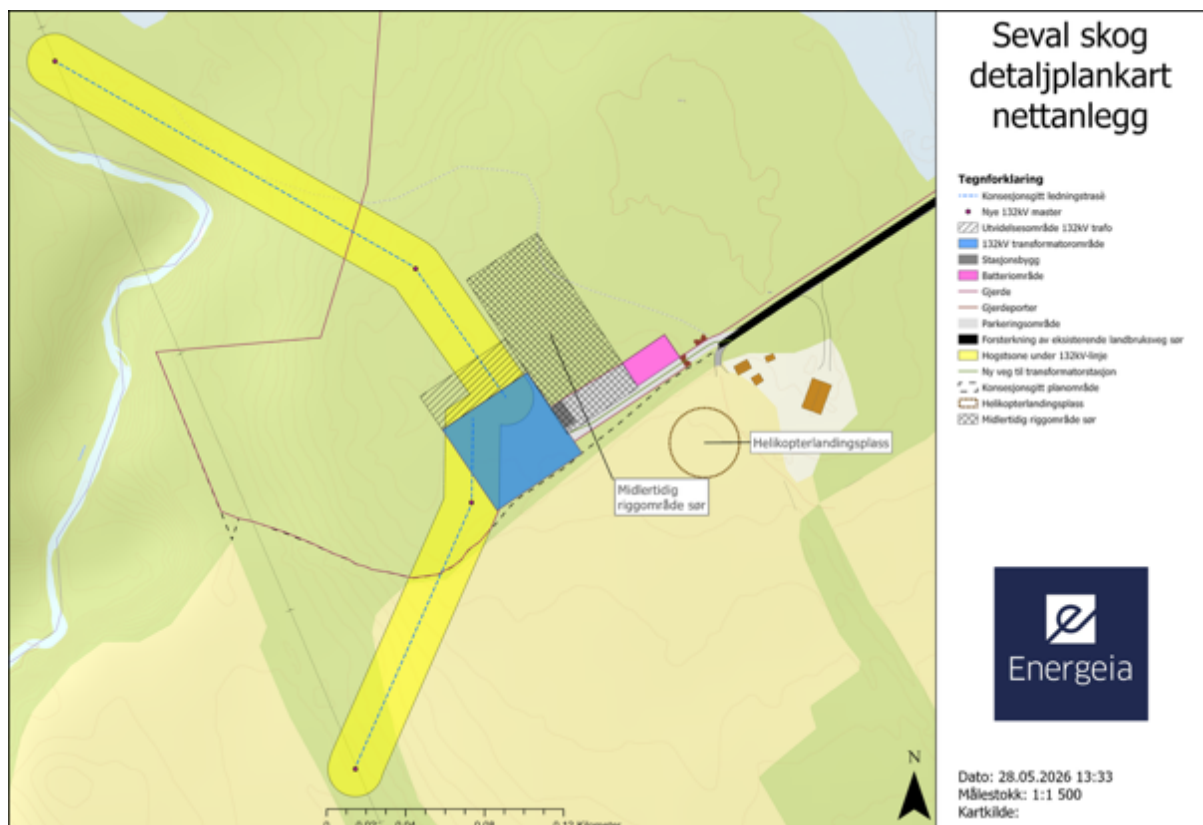 Seval skog
detaljplankart
nettanlegg
Tegnforklaring
Konsesjonsgitt ledningstrasè
Nye 132kV master
Utvidelsesområde 132kV trafo
132kV transformatorområde
Stasjonsbygg
Batteriområde
Gjerde
Gjerdeporter
Parkeringsområde
Forsterkning av eksisterende landbruksveg sør
Hogstsone under 132kV-linje
Ny veg til transformatorstasjon
Konsesjonsgitt planområde
Helikopterlandingsplass
Midlertidig riggområde sør
Helikopterlandingsplass
Midlertidig
riggområde sør
Energeia
N
Dato: 28.05.2026 13:33
Målestokk: 1:1 500
Kartkilde: